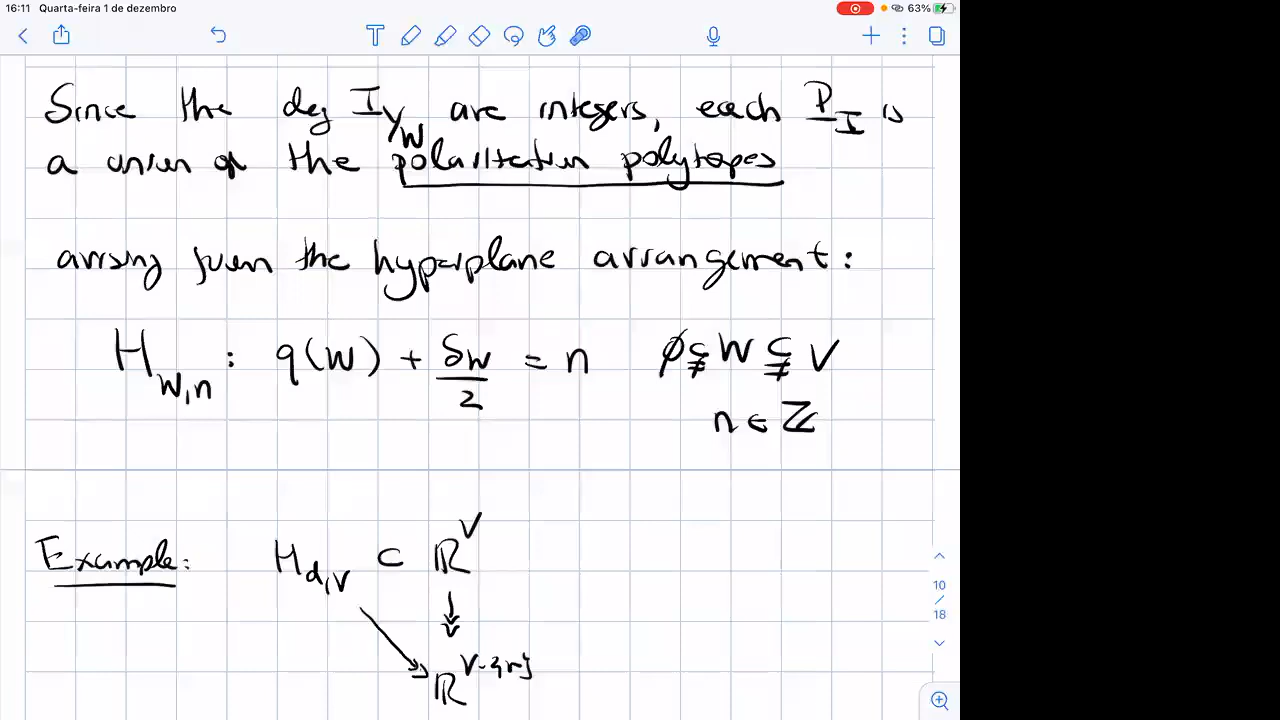 16:11 Quarta-feira 1 de dezembro 63%
Since the deg I_{Y_W} are integers, each P_I is
a union of the polarization polytopes
arising from the hyperplane arrangement:
H_{W,n} : q(W) + δ_W/2 = n ∅ ⊊ W ⊊ V
n ∈ ℤ
Example: H_{d,V} ⊂ ℝ^V
ℝ^{V-{r}}
10
/
18